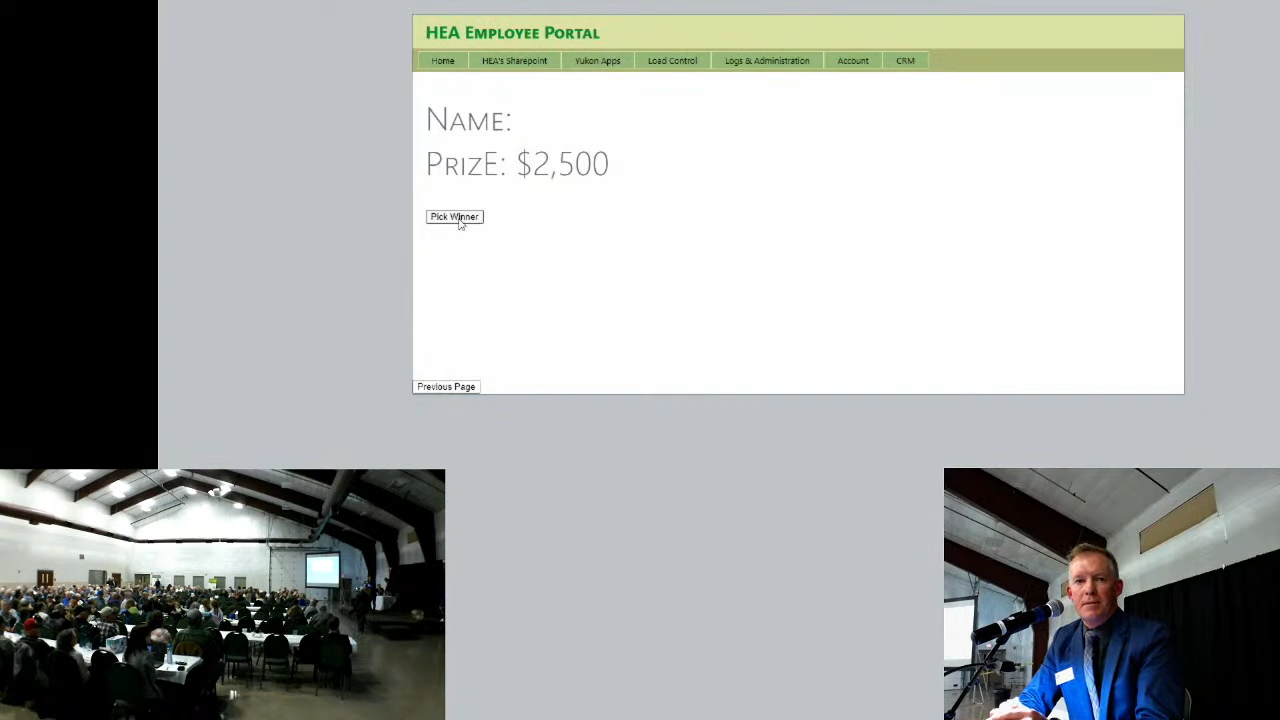 HEA Employee Portal
Home HEA's Sharepoint Yukon Apps Load Control Logs & Administration Account CRM
Name:
PrizE: $2,500
Pick Winner
Previous Page